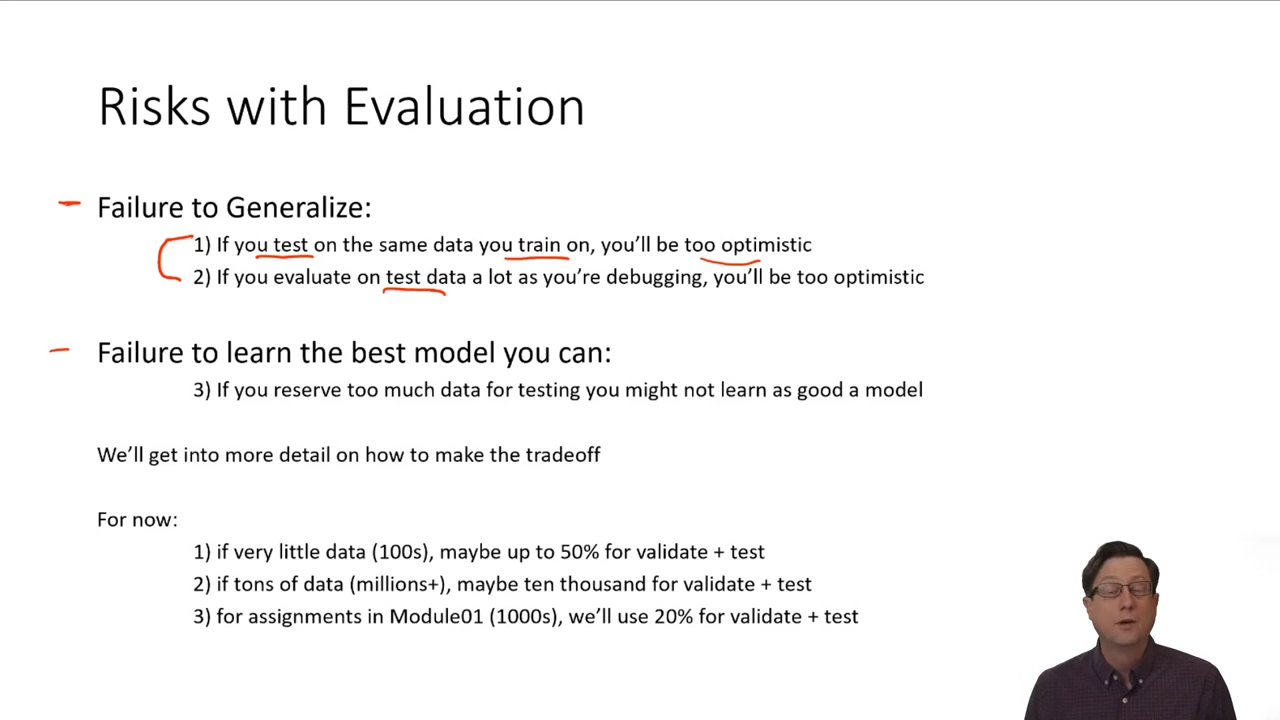 Risks with Evaluation
Failure to Generalize:
1) If you test on the same data you train on, you’ll be too optimistic
2) If you evaluate on test data a lot as you’re debugging, you’ll be too optimistic
Failure to learn the best model you can:
3) If you reserve too much data for testing you might not learn as good a model
We’ll get into more detail on how to make the tradeoff
For now:
1) if very little data (100s), maybe up to 50% for validate + test
2) if tons of data (millions+), maybe ten thousand for validate + test
3) for assignments in Module01 (1000s), we’ll use 20% for validate + test